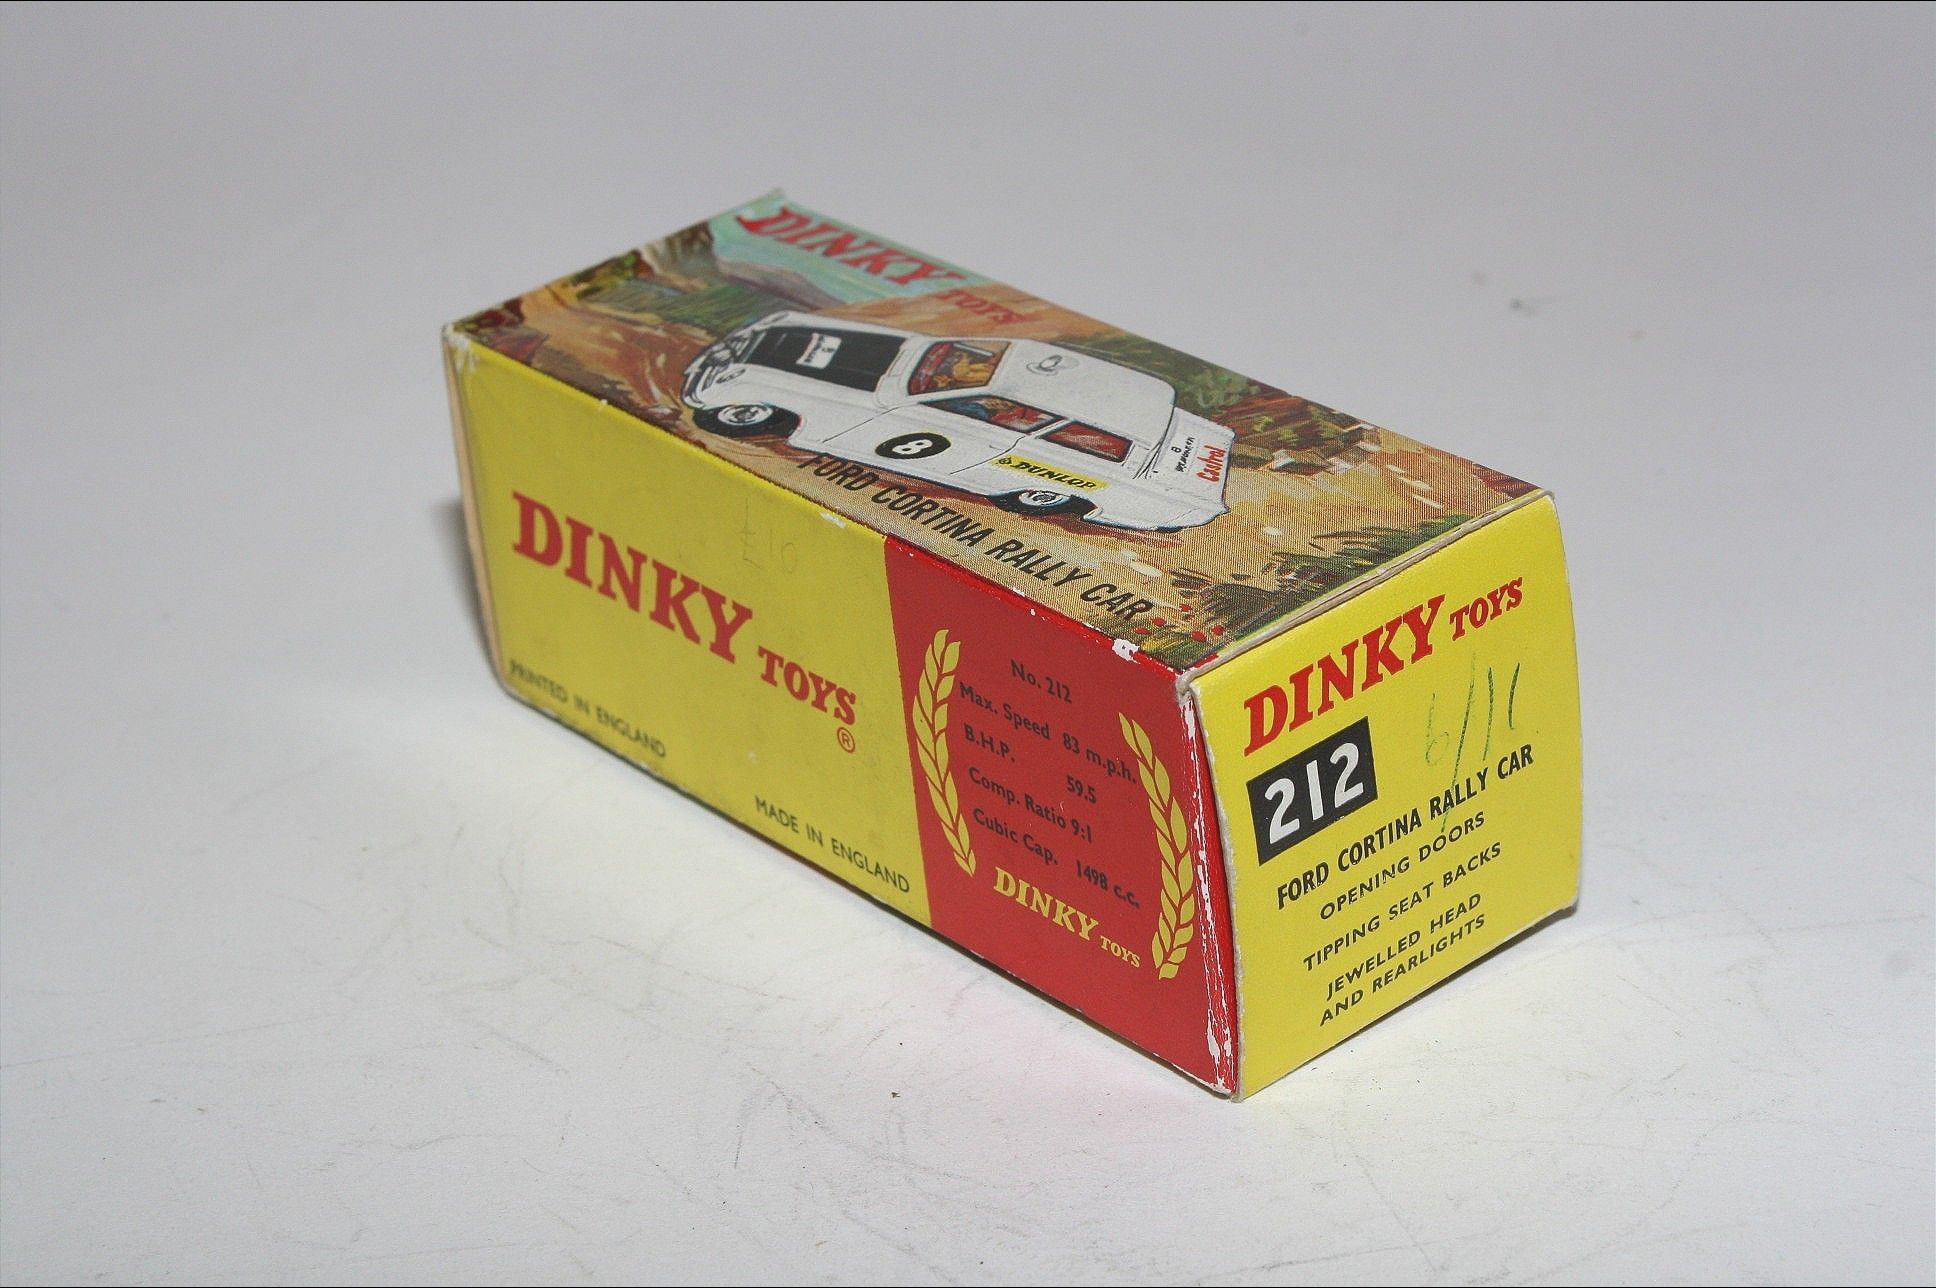 DINKY TOYS
8
DUNLOP
Castrol
FORD CORTINA RALLY CAR
DINKY TOYS®
£10
PRINTED IN ENGLAND
MADE IN ENGLAND
No. 212
Max. Speed 83 m.p.h.
B.H.P. 59.5
Comp. Ratio 9:1
Cubic Cap. 1498 c.c.
DINKY TOYS
DINKY TOYS
6/11
212
FORD CORTINA RALLY CAR
OPENING DOORS
TIPPING SEAT BACKS
JEWELLED HEAD
AND REARLIGHTS